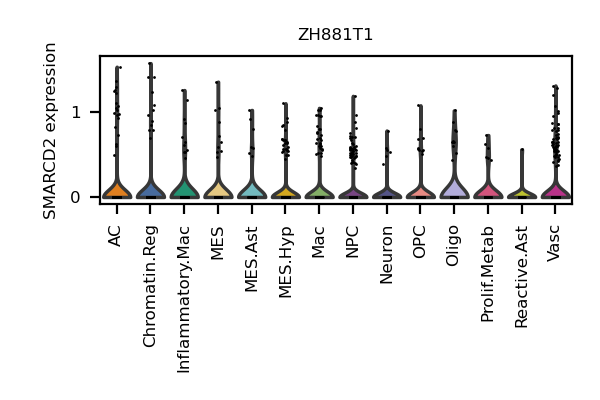 ZH881T1
SMARCD2 expression
1
0
AC
Chromatin.Reg
Inflammatory.Mac
MES
MES.Ast
MES.Hyp
Mac
NPC
Neuron
OPC
Oligo
Prolif.Metab
Reactive.Ast
Vasc